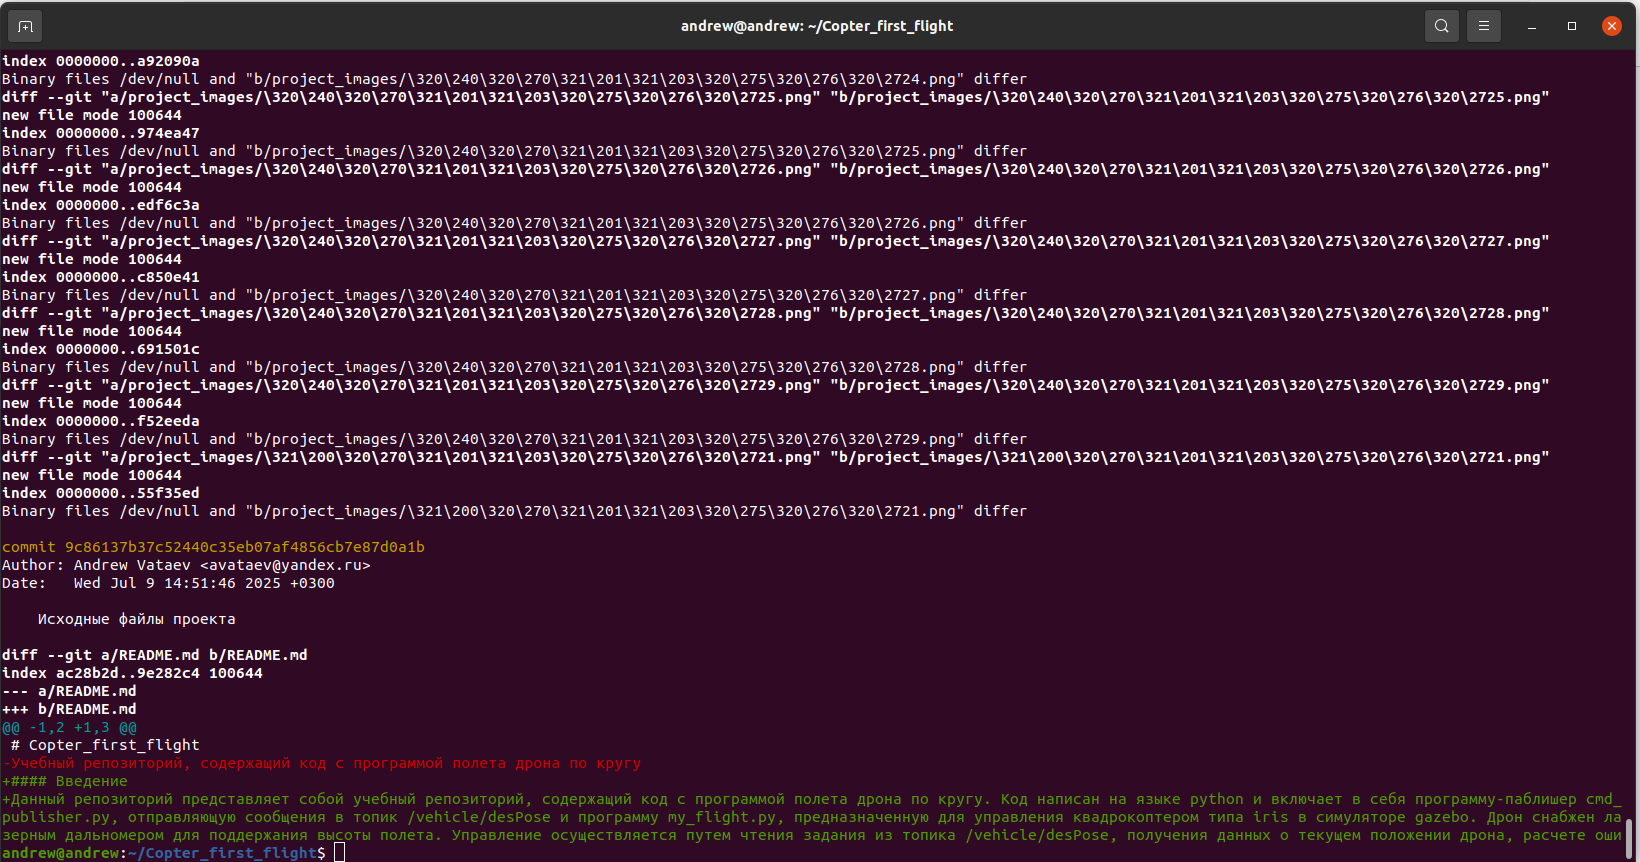 andrew@andrew: ~/Copter_first_flight
index 0000000..a92090a
Binary files /dev/null and "b/project_images/\320\240\320\270\321\201\321\203\320\275\320\276\320\2724.png" differ
diff --git "a/project_images/\320\240\320\270\321\201\321\203\320\275\320\276\320\2725.png" "b/project_images/\320\240\320\270\321\201\321\203\320\275\320\276\320\2725.png"
new file mode 100644
index 0000000..974ea47
Binary files /dev/null and "b/project_images/\320\240\320\270\321\201\321\203\320\275\320\276\320\2725.png" differ
diff --git "a/project_images/\320\240\320\270\321\201\321\203\320\275\320\276\320\2726.png" "b/project_images/\320\240\320\270\321\201\321\203\320\275\320\276\320\2726.png"
new file mode 100644
index 0000000..edf6c3a
Binary files /dev/null and "b/project_images/\320\240\320\270\321\201\321\203\320\275\320\276\320\2726.png" differ
diff --git "a/project_images/\320\240\320\270\321\201\321\203\320\275\320\276\320\2727.png" "b/project_images/\320\240\320\270\321\201\321\203\320\275\320\276\320\2727.png"
new file mode 100644
index 0000000..c850e41
Binary files /dev/null and "b/project_images/\320\240\320\270\321\201\321\203\320\275\320\276\320\2727.png" differ
diff --git "a/project_images/\320\240\320\270\321\201\321\203\320\275\320\276\320\2728.png" "b/project_images/\320\240\320\270\321\201\321\203\320\275\320\276\320\2728.png"
new file mode 100644
index 0000000..691501c
Binary files /dev/null and "b/project_images/\320\240\320\270\321\201\321\203\320\275\320\276\320\2728.png" differ
diff --git "a/project_images/\320\240\320\270\321\201\321\203\320\275\320\276\320\2729.png" "b/project_images/\320\240\320\270\321\201\321\203\320\275\320\276\320\2729.png"
new file mode 100644
index 0000000..f52eeda
Binary files /dev/null and "b/project_images/\320\240\320\270\321\201\321\203\320\275\320\276\320\2729.png" differ
diff --git "a/project_images/\321\200\320\270\321\201\321\203\320\275\320\276\320\2721.png" "b/project_images/\321\200\320\270\321\201\321\203\320\275\320\276\320\2721.png"
new file mode 100644
index 0000000..55f35ed
Binary files /dev/null and "b/project_images/\321\200\320\270\321\201\321\203\320\275\320\276\320\2721.png" differ
commit 9c86137b37c52440c35eb07af4856cb7e87d0a1b
Author: Andrew Vataev <avataev@yandex.ru>
Date:   Wed Jul 9 14:51:46 2025 +0300
Исходные файлы проекта
diff --git a/README.md b/README.md
index ac28b2d..9e282c4 100644
--- a/README.md
+++ b/README.md
@@ -1,2 +1,3 @@
# Copter_first_flight
-Учебный репозиторий, содержащий код с программой полета дрона по кругу
+#### Введение
+Данный репозиторий представляет собой учебный репозиторий, содержащий код с программой полета дрона по кругу. Код написан на языке python и включает в себя программу-паблишер cmd_
publisher.py, отправляющую сообщения в топик /vehicle/desPose и программу my_flight.py, предназначенную для управления квадрокоптером типа iris в симуляторе gazebo. Дрон снабжен ла
зерным дальномером для поддержания высоты полета. Управление осуществляется путем чтения задания из топика /vehicle/desPose, получения данных о текущем положении дрона, расчете оши
andrew@andrew:~/Copter_first_flight$